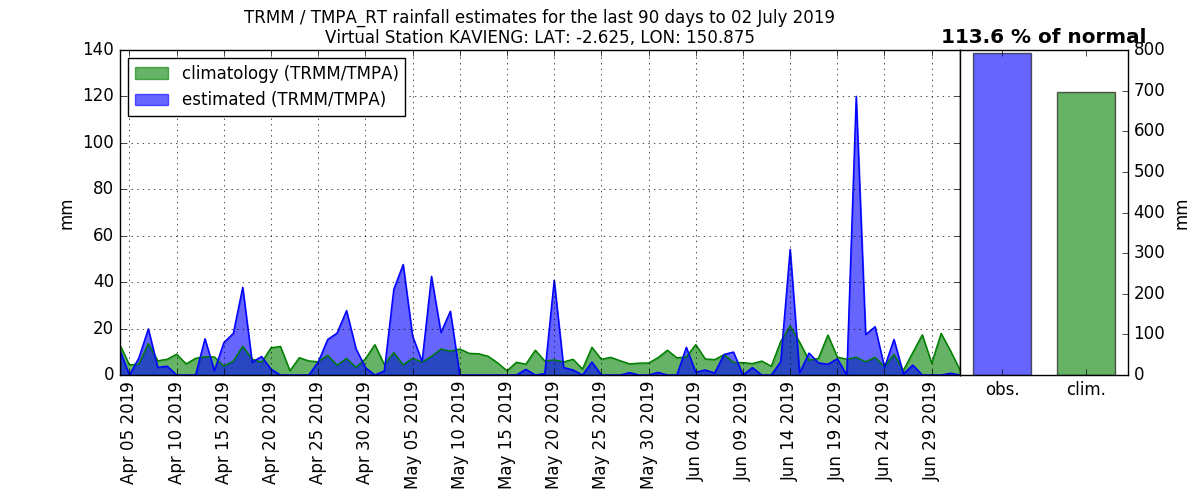 TRMM / TMPA_RT rainfall estimates for the last 90 days to 02 July 2019
Virtual Station KAVIENG: LAT: -2.625, LON: 150.875
113.6 % of normal
climatology (TRMM/TMPA)
estimated (TRMM/TMPA)
140
120
100
80
60
40
20
0
mm
Apr 05 2019
Apr 10 2019
Apr 15 2019
Apr 20 2019
Apr 25 2019
Apr 30 2019
May 05 2019
May 10 2019
May 15 2019
May 20 2019
May 25 2019
May 30 2019
Jun 04 2019
Jun 09 2019
Jun 14 2019
Jun 19 2019
Jun 24 2019
Jun 29 2019
800
700
600
500
400
300
200
100
0
mm
obs.
clim.